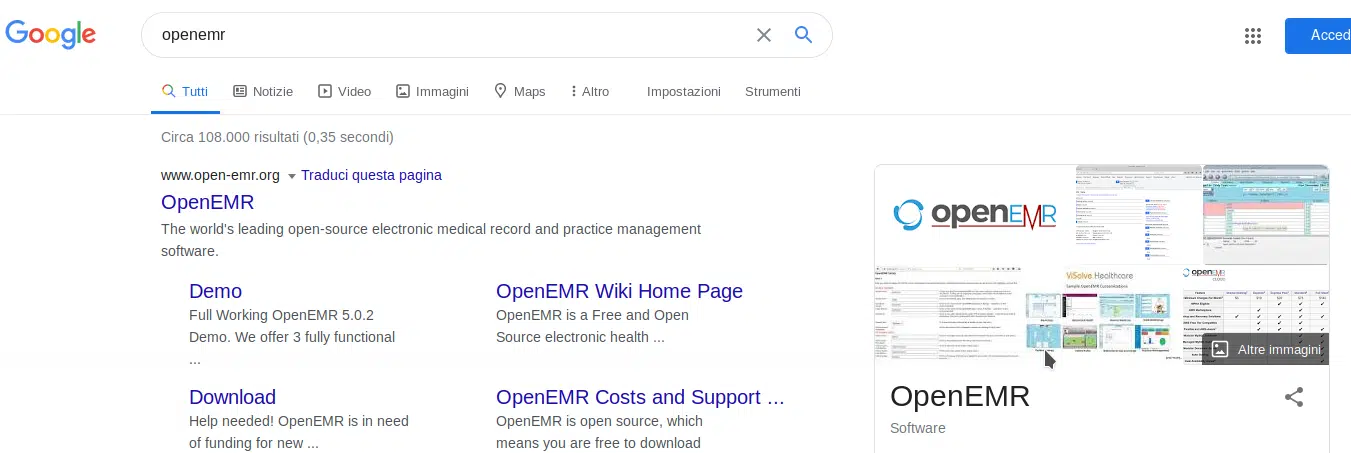 Google
openemr
Acced
Tutti Notizie Video Immagini Maps Altro Impostazioni Strumenti
Circa 108.000 risultati (0,35 secondi)
www.open-emr.org Traduci questa pagina
OpenEMR
The world's leading open-source electronic medical record and practice management
software.
Demo
Full Working OpenEMR 5.0.2
Demo. We offer 3 fully functional
...
OpenEMR Wiki Home Page
OpenEMR is a Free and Open
Source electronic health ...
Download
Help needed! OpenEMR is in need
of funding for new ...
OpenEMR Costs and Support ...
OpenEMR is open source, which
means you are free to download
openEMR
ViSolve Healthcare
Sample OpenEMR Customizations
openEMR
Altre immagini
OpenEMR
Software